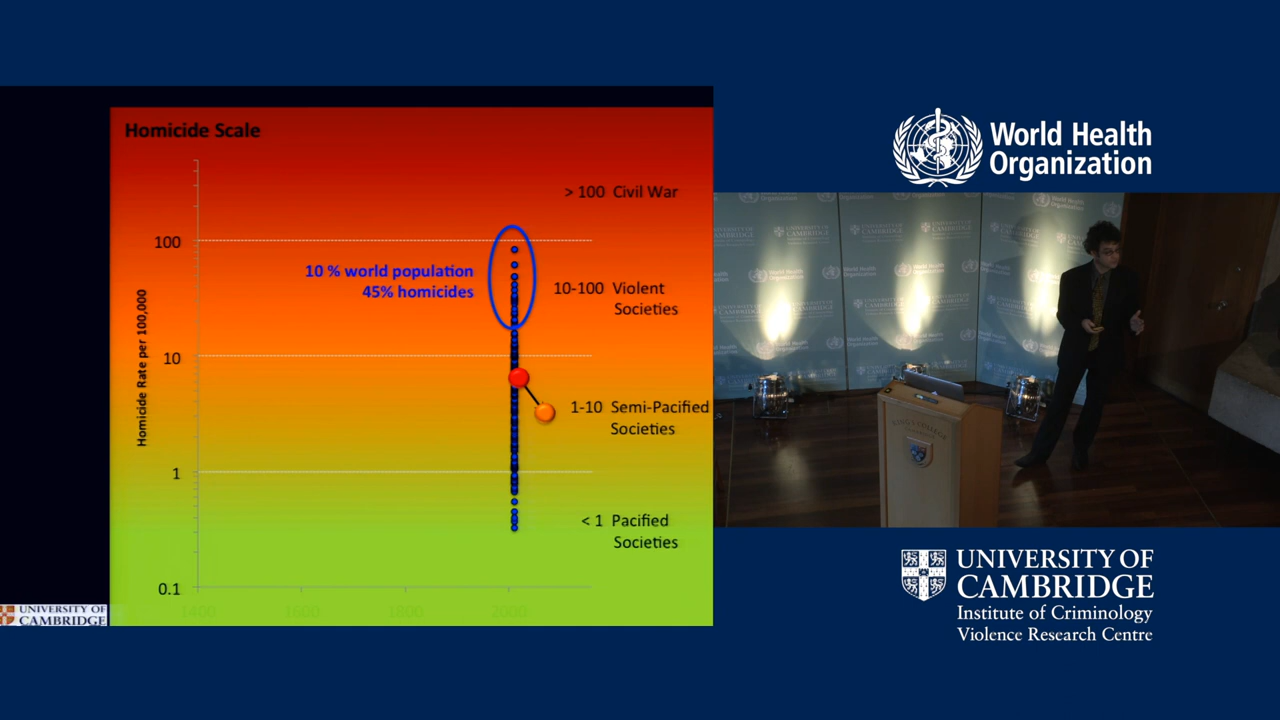 Homicide Scale
> 100 Civil War
100
10 % world population
45% homicides
10-100 Violent
Societies
Homicide Rate per 100,000
10
1-10 Semi-Pacified
Societies
1
< 1 Pacified
Societies
0.1
1400 1600 1800 2000
UNIVERSITY OF
CAMBRIDGE
World Health
Organization
UNIVERSITY OF
CAMBRIDGE
Institute of Criminology
Violence Research Centre